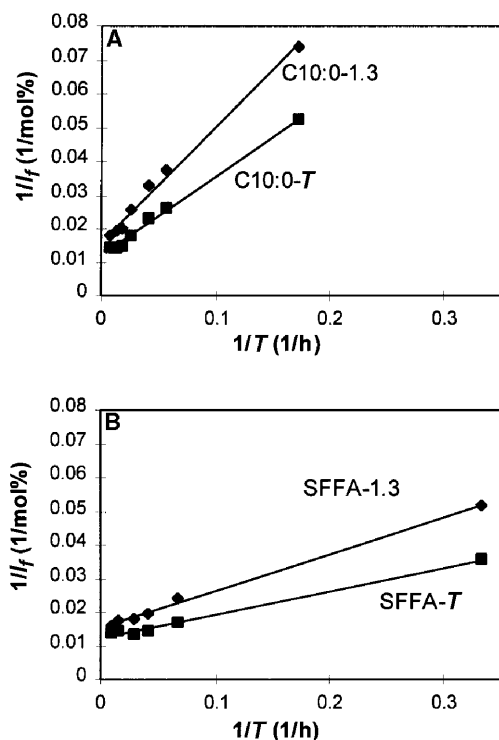 A
0.08
0.07
0.06
0.05
0.04
0.03
0.02
0.01
0
1/If (1/mol%)
C10:0-1.3
C10:0-T
0 0.1 0.2 0.3
1/T (1/h)
B
0.08
0.07
0.06
0.05
0.04
0.03
0.02
0.01
0
1/If (1/mol%)
SFFA-1.3
SFFA-T
0 0.1 0.2 0.3
1/T (1/h)